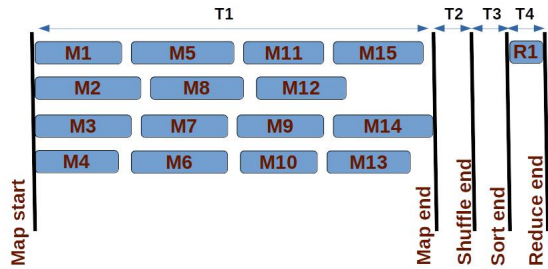 T1 T2 T3 T4
M1 M5 M11 M15 R1
M2 M8 M12
M3 M7 M9 M14
M4 M6 M10 M13
Map start
Map end
Shuffle end
Sort end
Reduce end